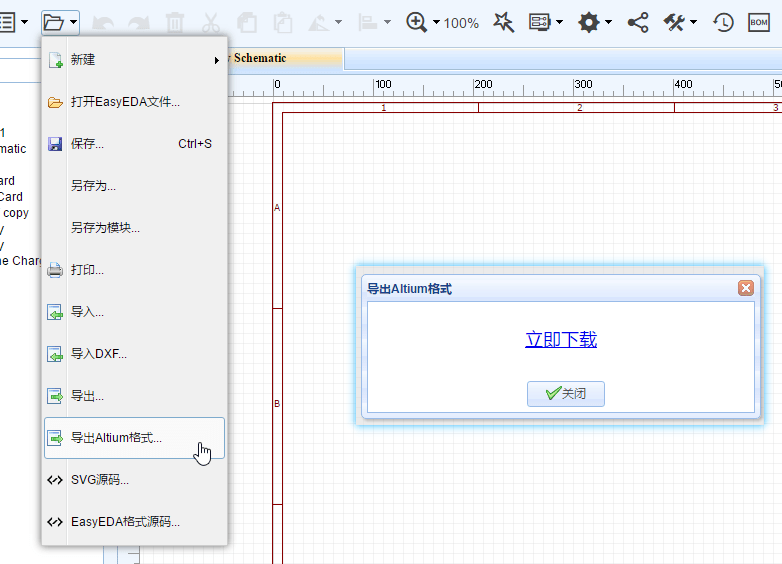 100%
BOM
新建
Schematic
打开EasyEDA文件...
0
100
200
300
400
1
2
3
保存...
Ctrl+S
1
matic
另存为...
ard
Card
A
copy
另存为模块...
y
y
ne Charg
打印...
导出Altium格式
导入...
立即下载
导入DXF...
导出...
关闭
B
导出Altium格式...
SVG源码...
EasyEDA格式源码...